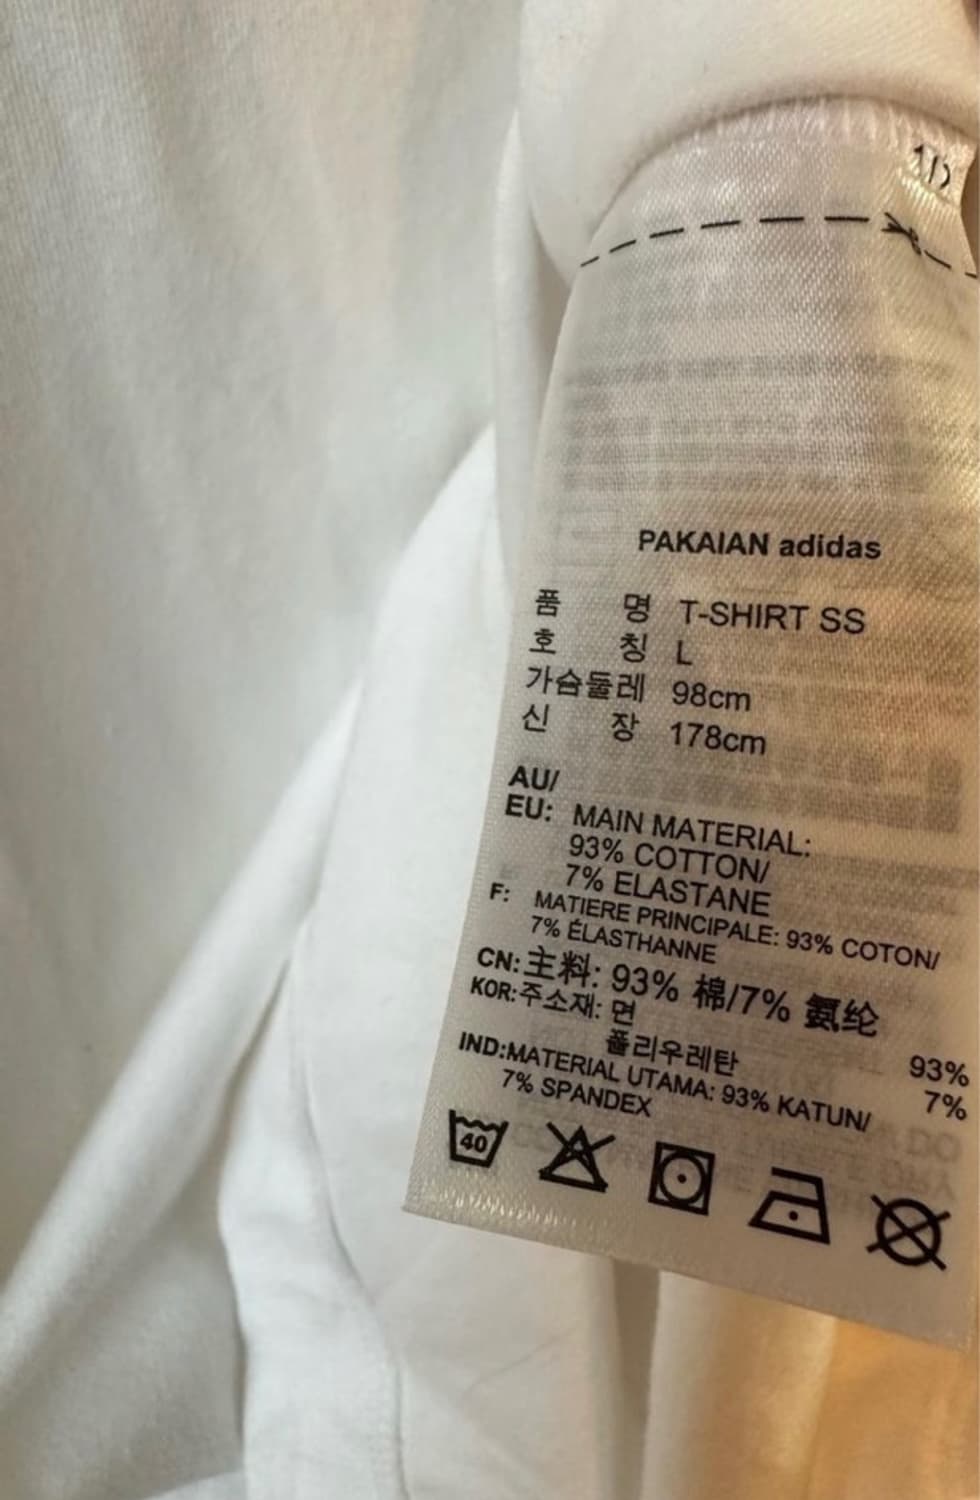 1/2
PAKAIAN adidas
품 명 T-SHIRT SS
호 칭 L
가슴둘레 98cm
신 장 178cm
AU/
EU: MAIN MATERIAL:
93% COTTON/
7% ELASTANE
F: MATIERE PRINCIPALE: 93% COTON/
7% ÉLASTHANNE
CN: 主料: 93% 棉/7% 氨纶
KOR: 주소재: 면 93%
폴리우레탄 7%
IND: MATERIAL UTAMA: 93% KATUN/
7% SPANDEX
40